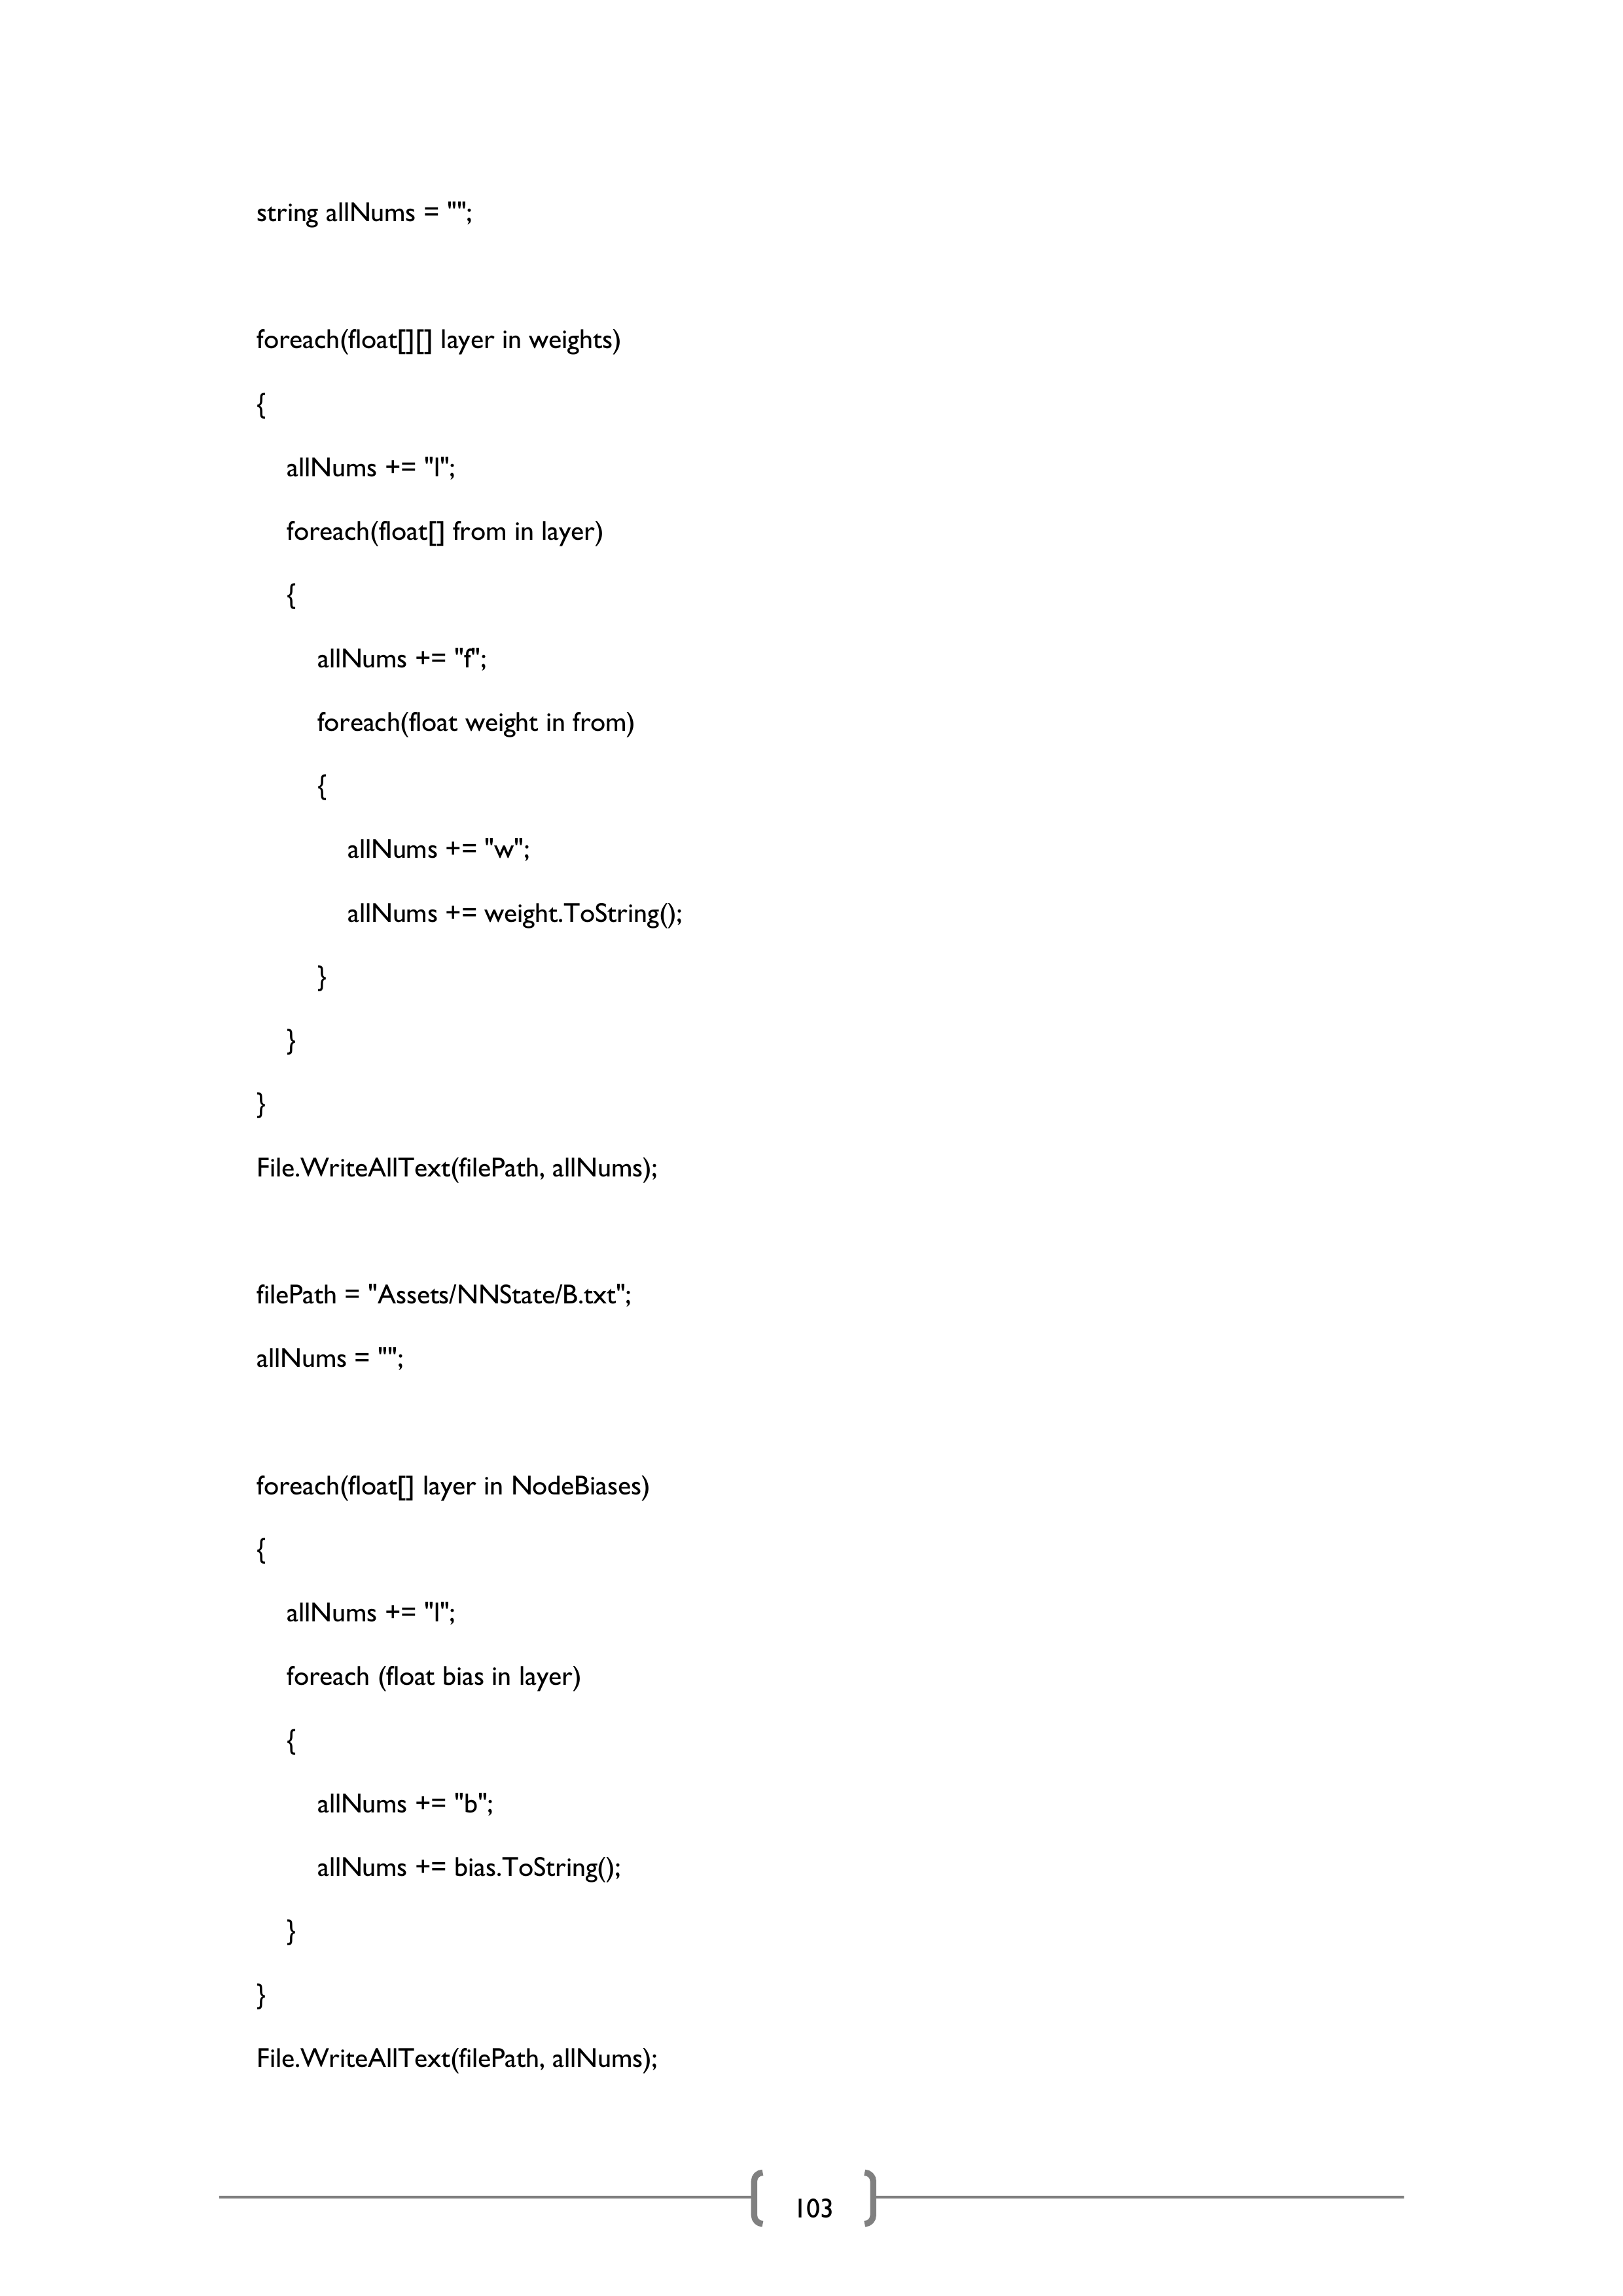 string allNums = "";
foreach(float[][] layer in weights)
{
allNums += "l";
foreach(float[] from in layer)
{
allNums += "f";
foreach(float weight in from)
{
allNums += "w";
allNums += weight.ToString();
}
}
}
File.WriteAllText(filePath, allNums);
filePath = "Assets/NNState/B.txt";
allNums = "";
foreach(float[] layer in NodeBiases)
{
allNums += "l";
foreach (float bias in layer)
{
allNums += "b";
allNums += bias.ToString();
}
}
File.WriteAllText(filePath, allNums);
103